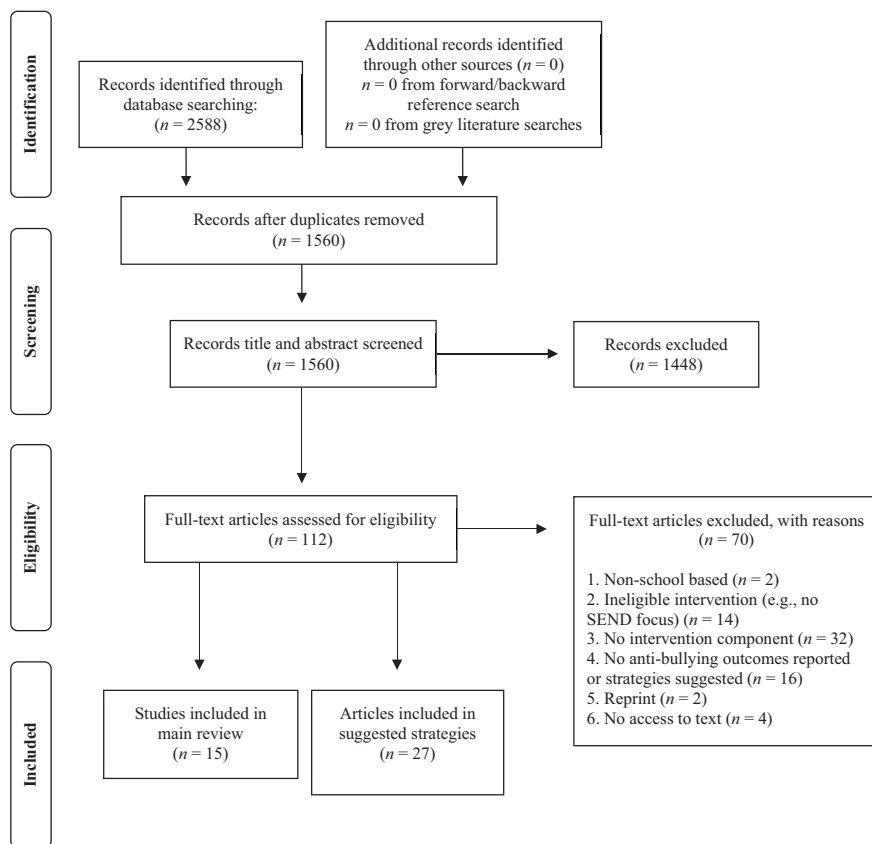 Identification
Records identified through
database searching:
(n = 2588)
Additional records identified
through other sources (n = 0)
n = 0 from forward/backward
reference search
n = 0 from grey literature searches
Records after duplicates removed
(n = 1560)
Screening
Records title and abstract screened
(n = 1560)
Records excluded
(n = 1448)
Eligibility
Full-text articles assessed for eligibility
(n = 112)
Full-text articles excluded, with reasons
(n = 70)
1. Non-school based (n = 2)
2. Ineligible intervention (e.g., no
SEND focus) (n = 14)
3. No intervention component (n = 32)
4. No anti-bullying outcomes reported
or strategies suggested (n = 16)
5. Reprint (n = 2)
6. No access to text (n = 4)
Included
Studies included in
main review
(n = 15)
Articles included in
suggested strategies
(n = 27)